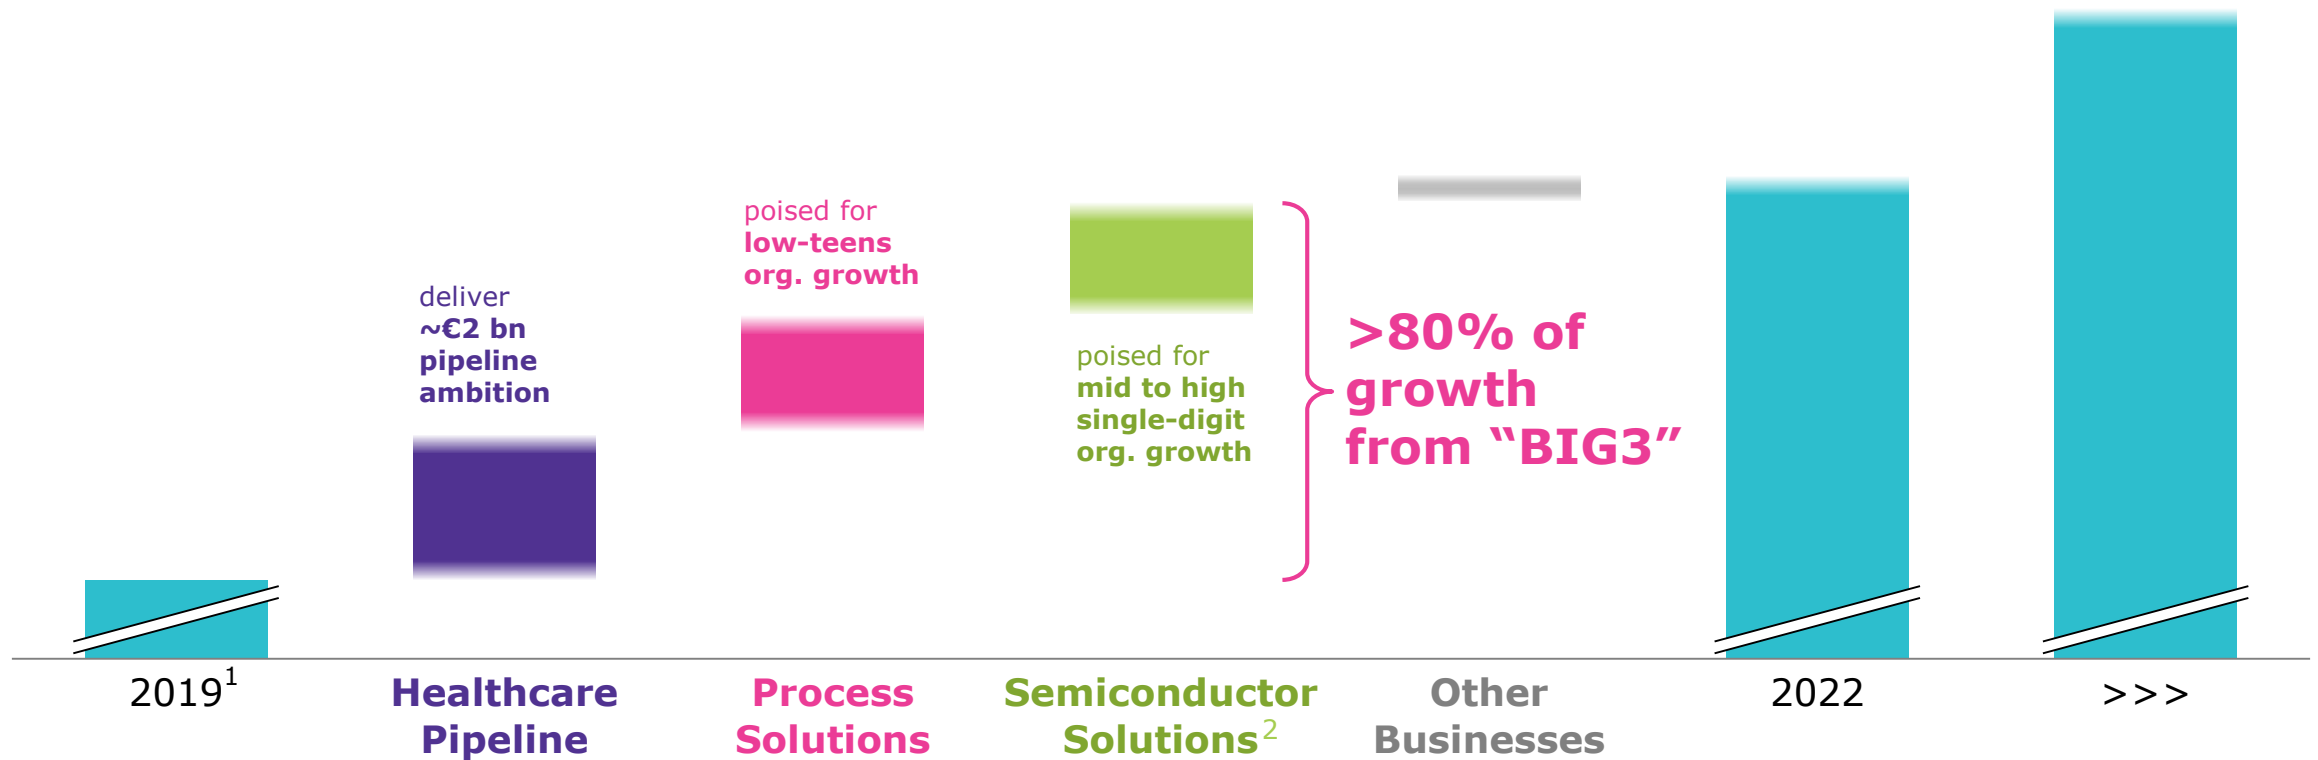 deliver
~€2 bn
pipeline
ambition
poised for
low-teens
org. growth
poised for
mid to high
single-digit
org. growth
>80% of
growth
from “BIG3”
2019¹
Healthcare
Pipeline
Process
Solutions
Semiconductor
Solutions²
Other
Businesses
2022
>>>